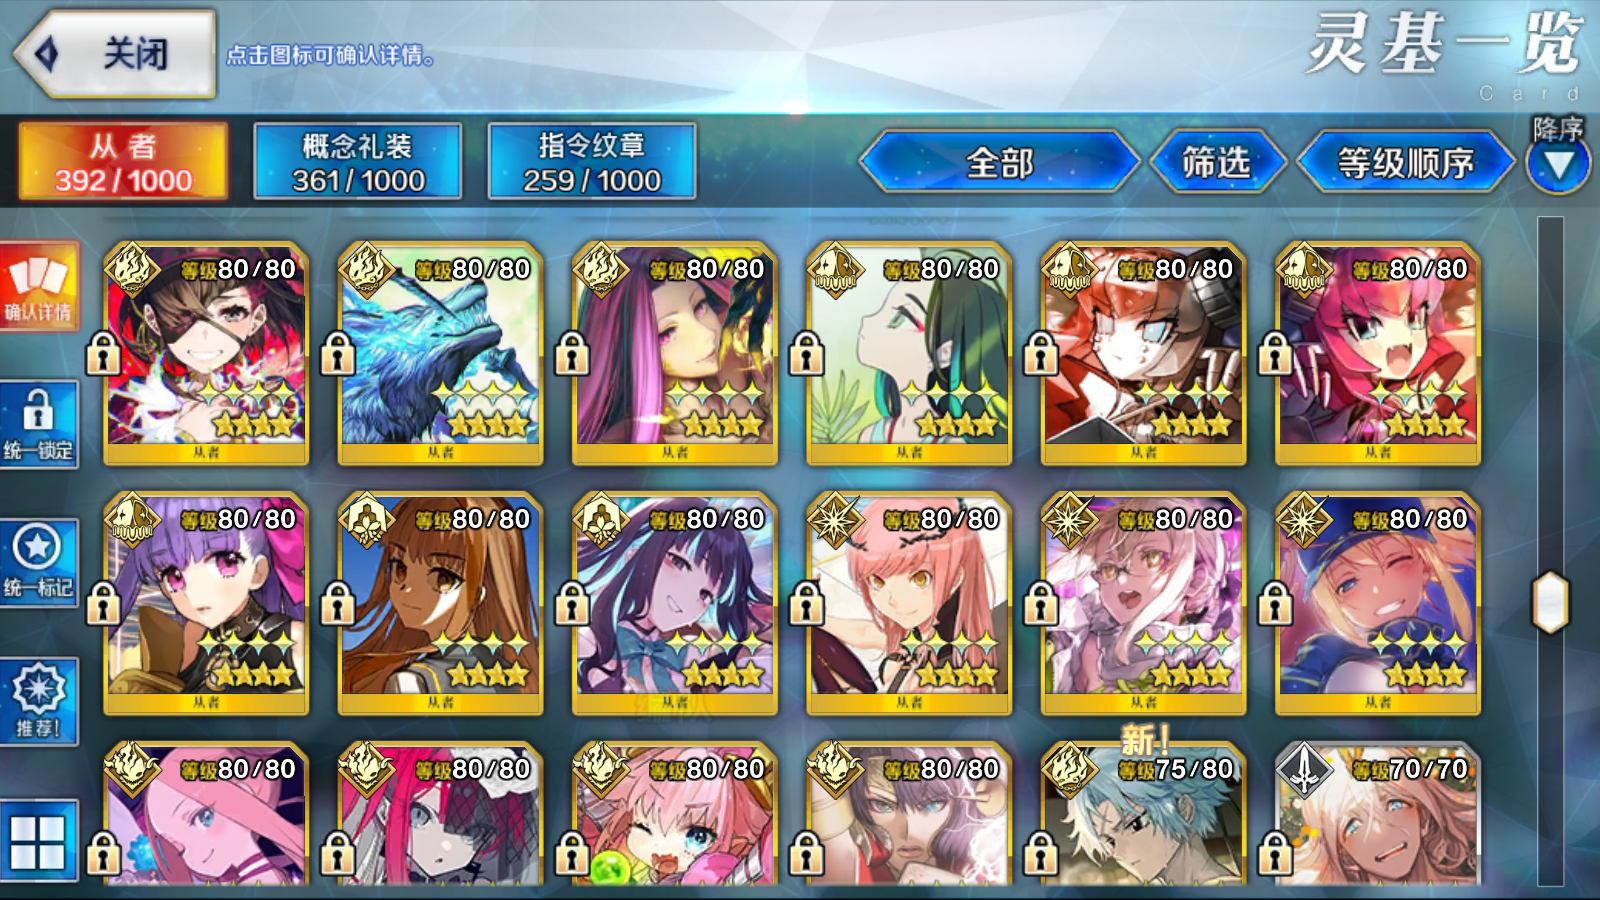 关闭
点击图标可确认详情。
灵基一览
Card
从者
392/1000
概念礼装
361/1000
指令纹章
259/1000
全部
筛选
等级顺序
降序
确认详情
统一锁定
统一标记
推荐!
等级80/80
等级80/80
等级80/80
等级80/80
等级80/80
等级80/80
从者
从者
从者
从者
从者
从者
等级80/80
等级80/80
等级80/80
等级80/80
等级80/80
等级80/80
从者
从者
从者
从者
从者
从者
新!
等级80/80
等级80/80
等级80/80
等级80/80
等级75/80
等级70/70